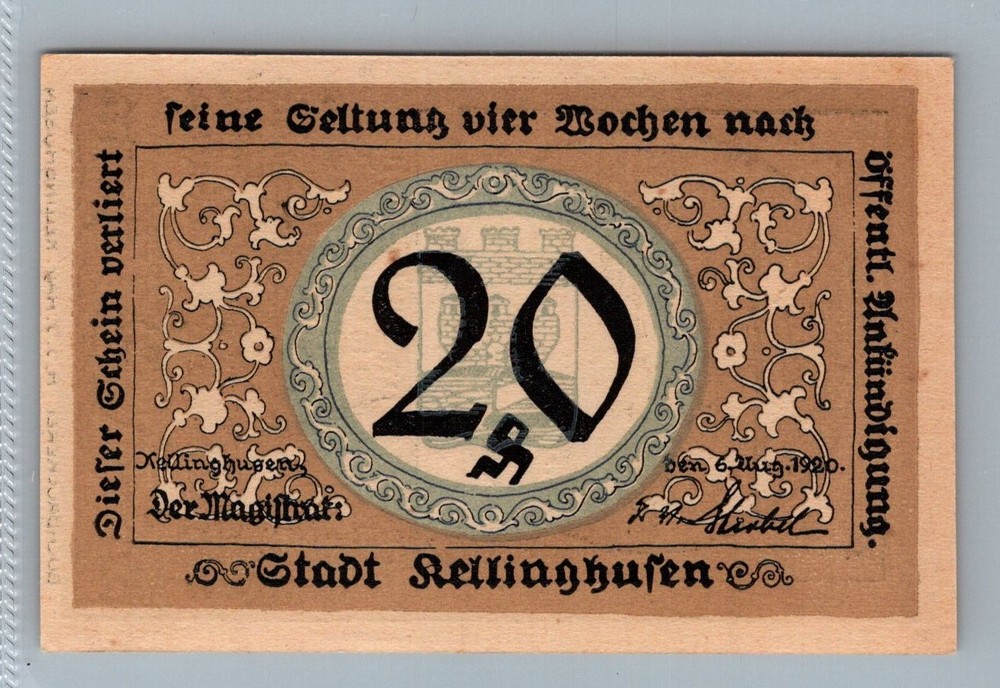 Dieser Schein verliert
seine Geltung vier Wochen nach
öffentl. Ankündigung.
20
Kellinghusen,
den 6. Aug. 1920.
Der Magistrat:
Stadt Kellinghusen